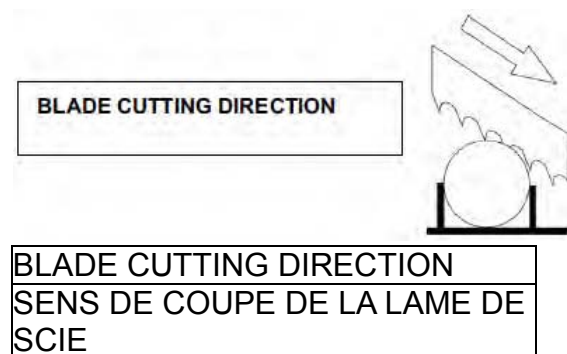 BLADE CUTTING DIRECTION
BLADE CUTTING DIRECTION
SENS DE COUPE DE LA LAME DE
SCIE